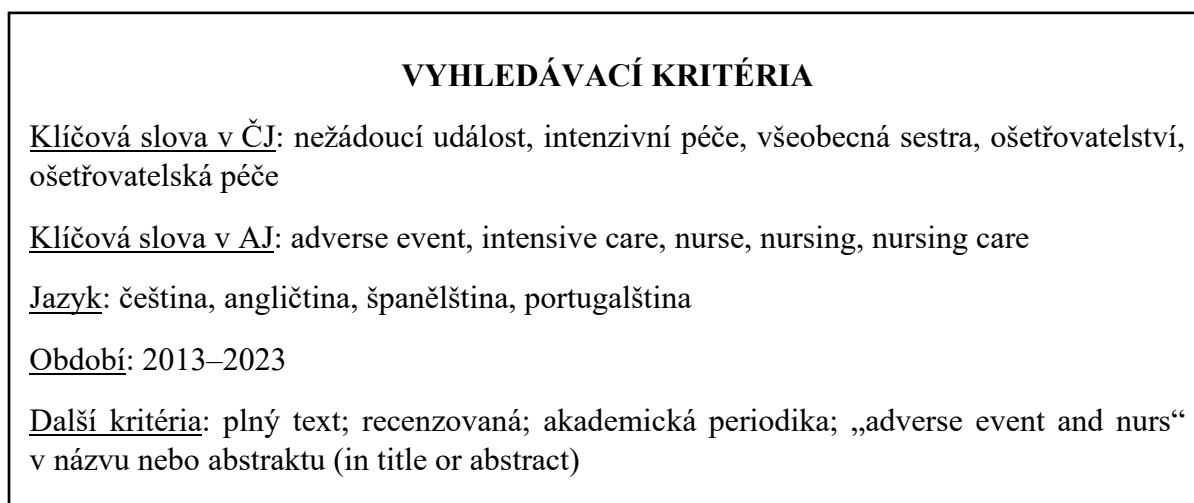 VYHLEDÁVACÍ KRITÉRIA
Klíčová slova v ČJ: nežádoucí událost, intenzivní péče, všeobecná sestra, ošetřovatelství,
ošetřovatelská péče
Klíčová slova v AJ: adverse event, intensive care, nurse, nursing, nursing care
Jazyk: čeština, angličtina, španělština, portugalština
Období: 2013–2023
Další kritéria: plný text; recenzovaná; akademická periodika; „adverse event and nurs“
v názvu nebo abstraktu (in title or abstract)